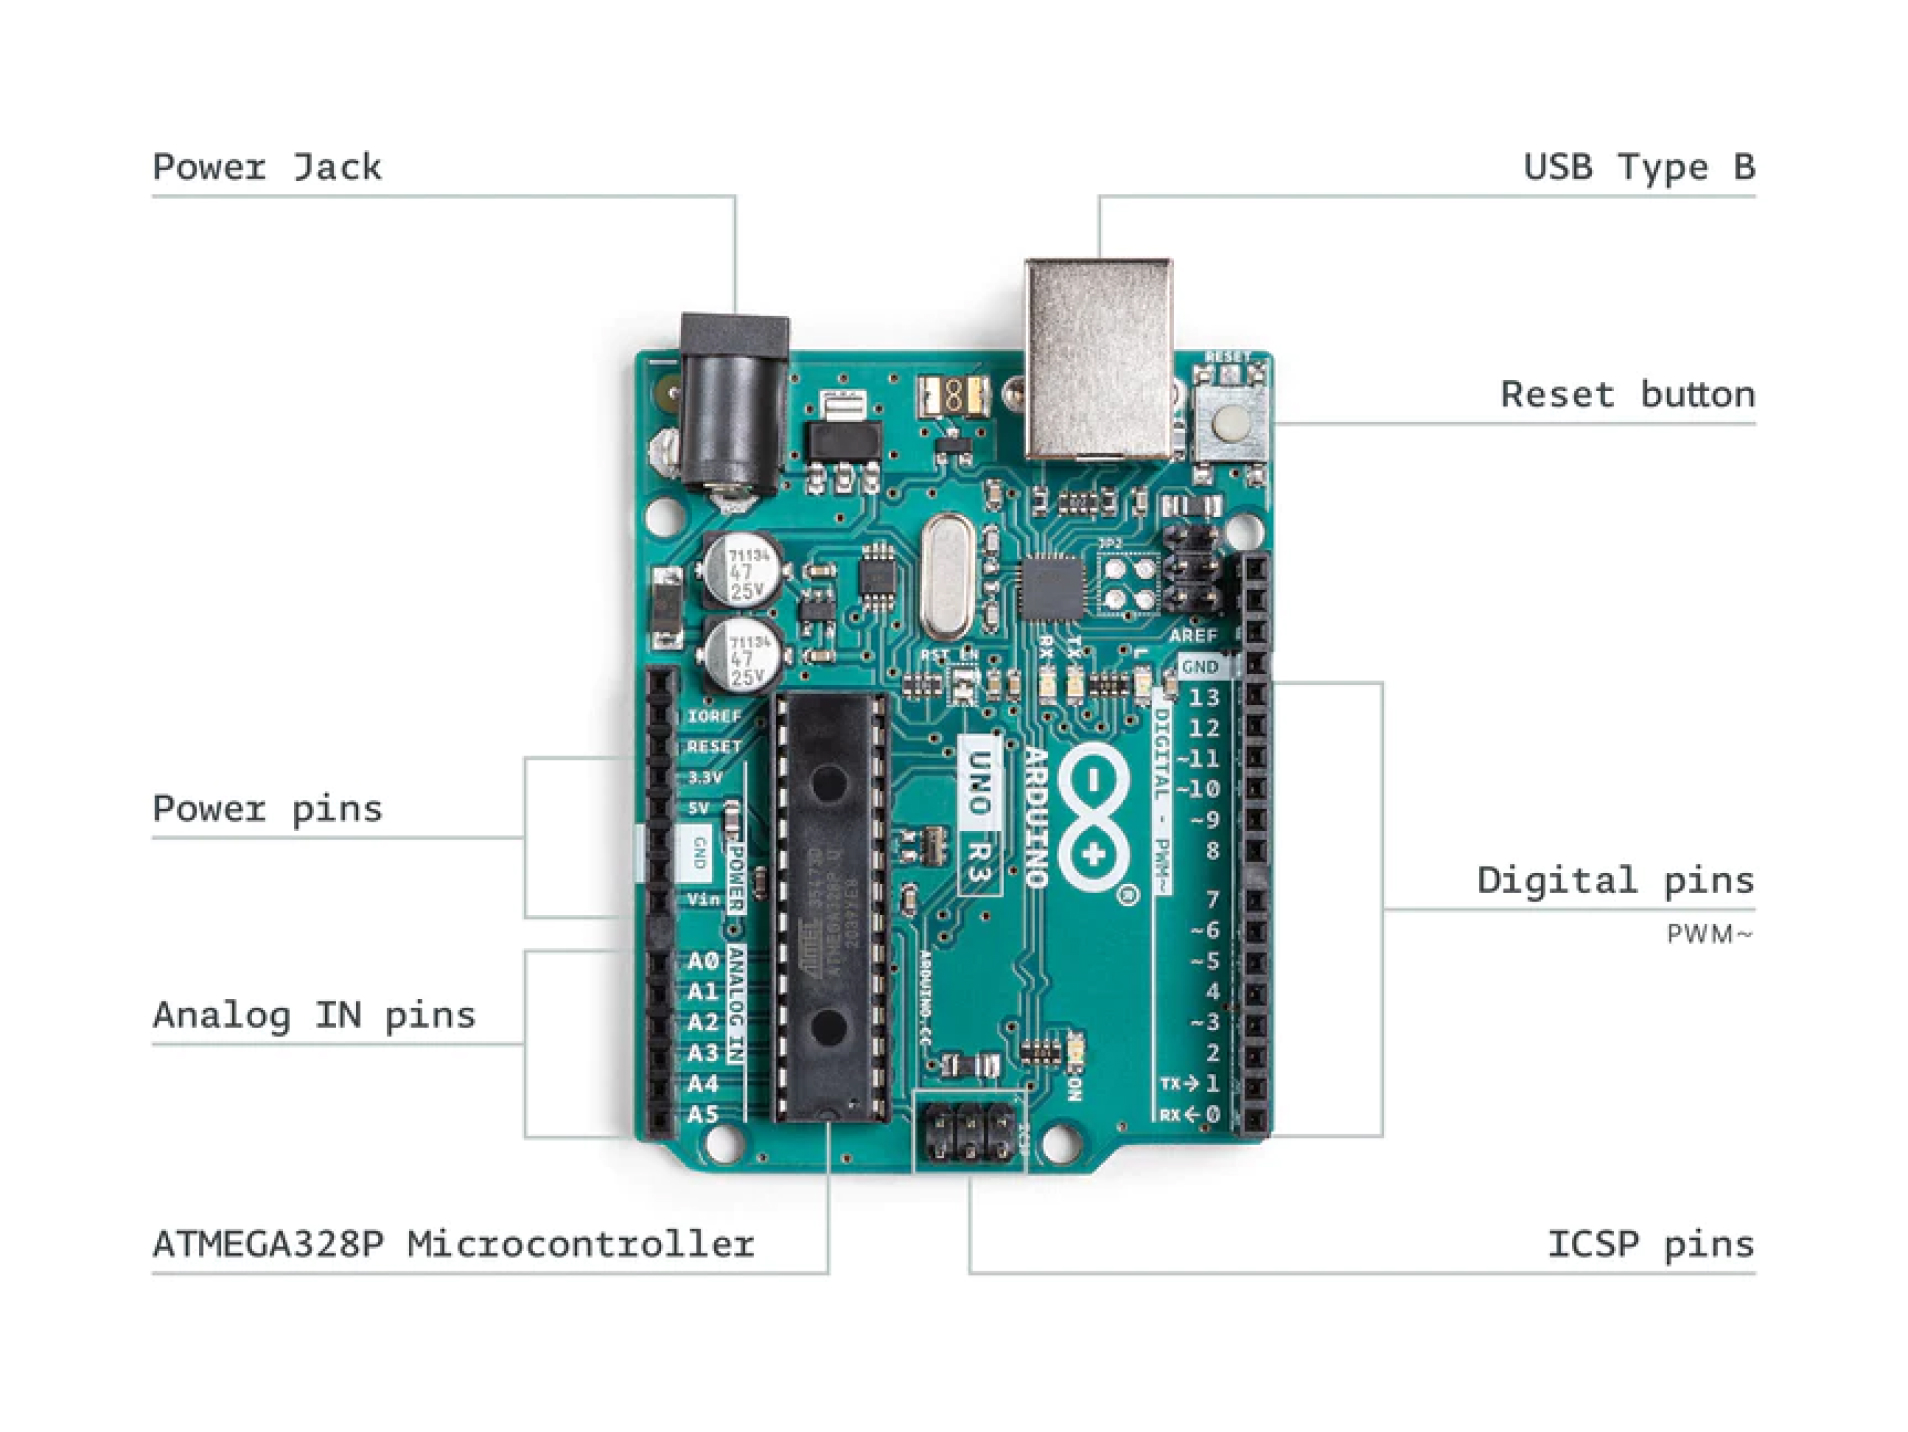 Power Jack
USB Type B
RESET
Reset button
71134
47
25V
JP2
71134
47
25V
AREF
RX
TX
L
RST EN
GND
IOREF
RESET
3.3V
5V
GND
Vin
POWER
Power pins
13
12
~11
~10
~9
8
7
~6
~5
4
~3
2
TX→1
RX←0
DIGITAL - PWM~
UNO R3
ARDUINO
®
Digital pins
PWM~
A0
A1
A2
A3
A4
A5
ANALOG IN
Analog IN pins
ATMEL
ATMEGA328P
ARDUINO.CC
ON
ICSP
ATMEGA328P Microcontroller
ICSP pins